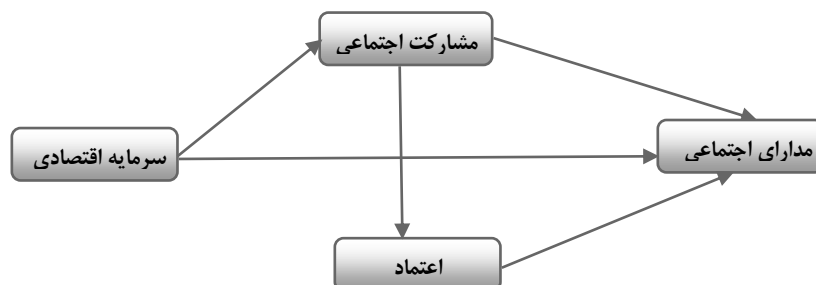 مشارکت اجتماعی
سرمایه اقتصادی
مدارای اجتماعی
اعتماد